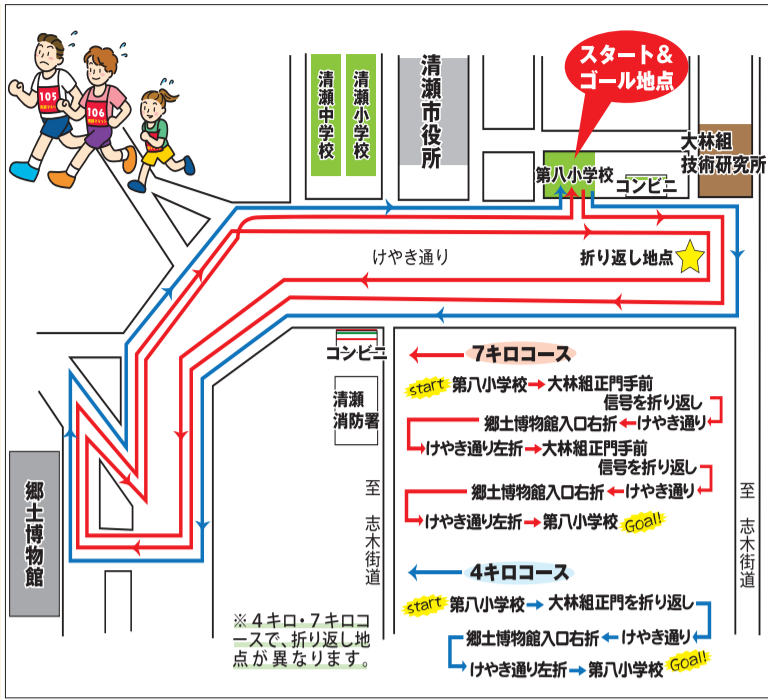 105
106
清瀬中学校
清瀬小学校
清瀬市役所
スタート&
ゴール地点
第八小学校
コンビニ
大林組
技術研究所
けやき通り
折り返し地点
コンビニ
清瀬
消防署
郷土博物館
至 志木街道
至 志木街道
7キロコース
start 第八小学校→大林組正門手前
信号を折り返し
郷土博物館入口右折←けやき通り
けやき通り左折→大林組正門手前
信号を折り返し
郷土博物館入口右折←けやき通り
けやき通り左折→第八小学校 Goal!
4キロコース
start 第八小学校→大林組正門を折り返し
郷土博物館入口右折←けやき通り
けやき通り左折→第八小学校 Goal!
※4キロ・7キロコ
ースで、折り返し地
点が異なります。